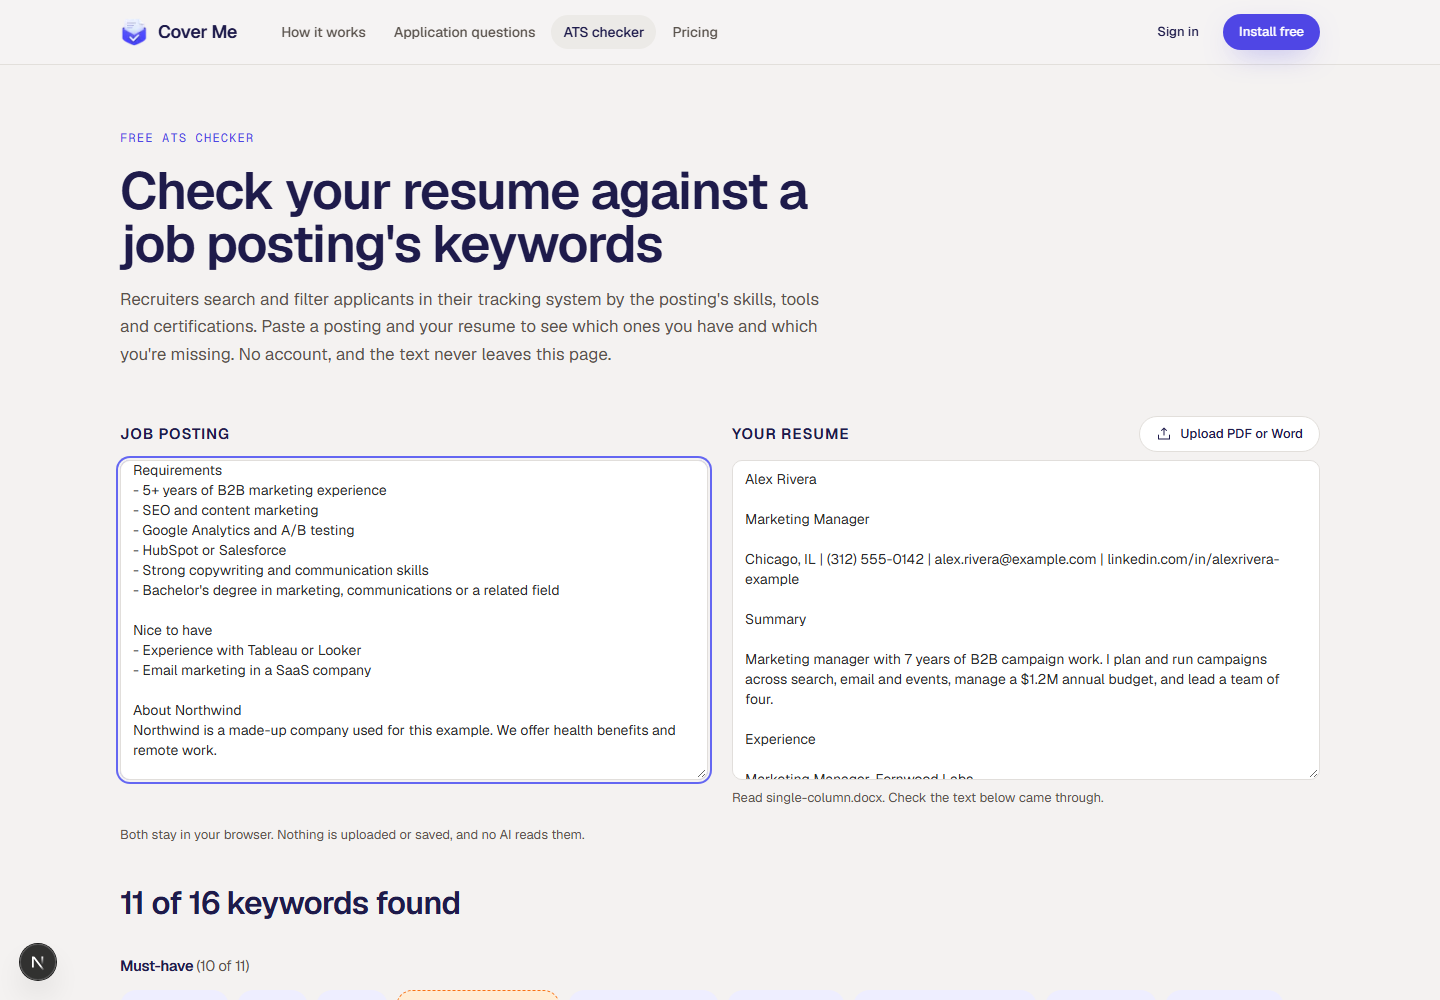 Cover Me
How it works
Application questions
ATS checker
Pricing
Sign in
Install free
FREE ATS CHECKER
Check your resume against a
job posting's keywords
Recruiters search and filter applicants in their tracking system by the posting's skills, tools
and certifications. Paste a posting and your resume to see which ones you have and which
you're missing. No account, and the text never leaves this page.
JOB POSTING
Requirements
- 5+ years of B2B marketing experience
- SEO and content marketing
- Google Analytics and A/B testing
- HubSpot or Salesforce
- Strong copywriting and communication skills
- Bachelor's degree in marketing, communications or a related field
Nice to have
- Experience with Tableau or Looker
- Email marketing in a SaaS company
About Northwind
Northwind is a made-up company used for this example. We offer health benefits and
remote work.
YOUR RESUME
Upload PDF or Word
Alex Rivera
Marketing Manager
Chicago, IL | (312) 555-0142 | alex.rivera@example.com | linkedin.com/in/alexrivera-
example
Summary
Marketing manager with 7 years of B2B campaign work. I plan and run campaigns
across search, email and events, manage a $1.2M annual budget, and lead a team of
four.
Experience
Marketing Manager, Fernwood Labs
Read single-column.docx. Check the text below came through.
Both stay in your browser. Nothing is uploaded or saved, and no AI reads them.
11 of 16 keywords found
N
Must-have (10 of 11)